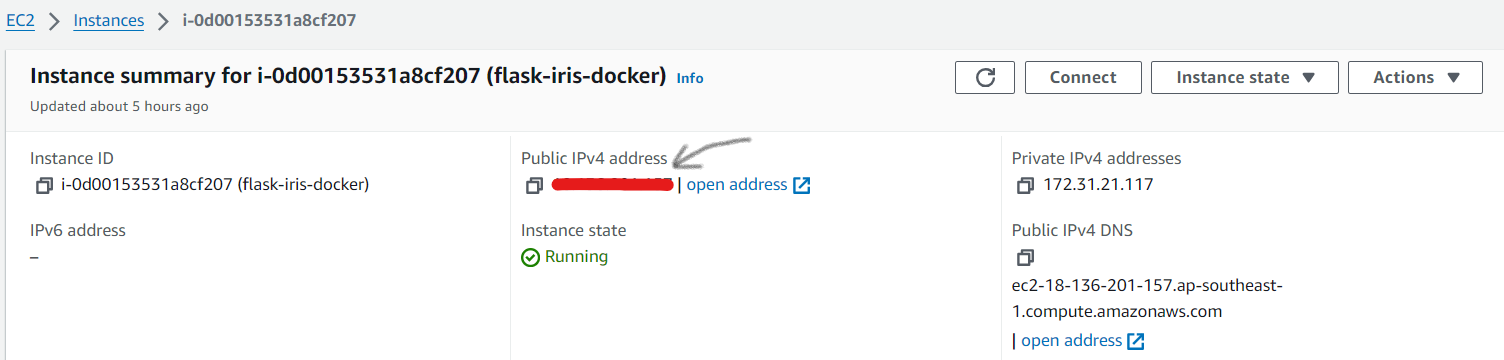 EC2 > Instances > i-0d00153531a8cf207
Instance summary for i-0d00153531a8cf207 (flask-iris-docker) Info
Connect
Instance state
Actions
Updated about 5 hours ago
Instance ID
i-0d00153531a8cf207 (flask-iris-docker)
IPv6 address
–
Public IPv4 address
| open address
Instance state
Running
Private IPv4 addresses
172.31.21.117
Public IPv4 DNS
ec2-18-136-201-157.ap-southeast-
1.compute.amazonaws.com
| open address